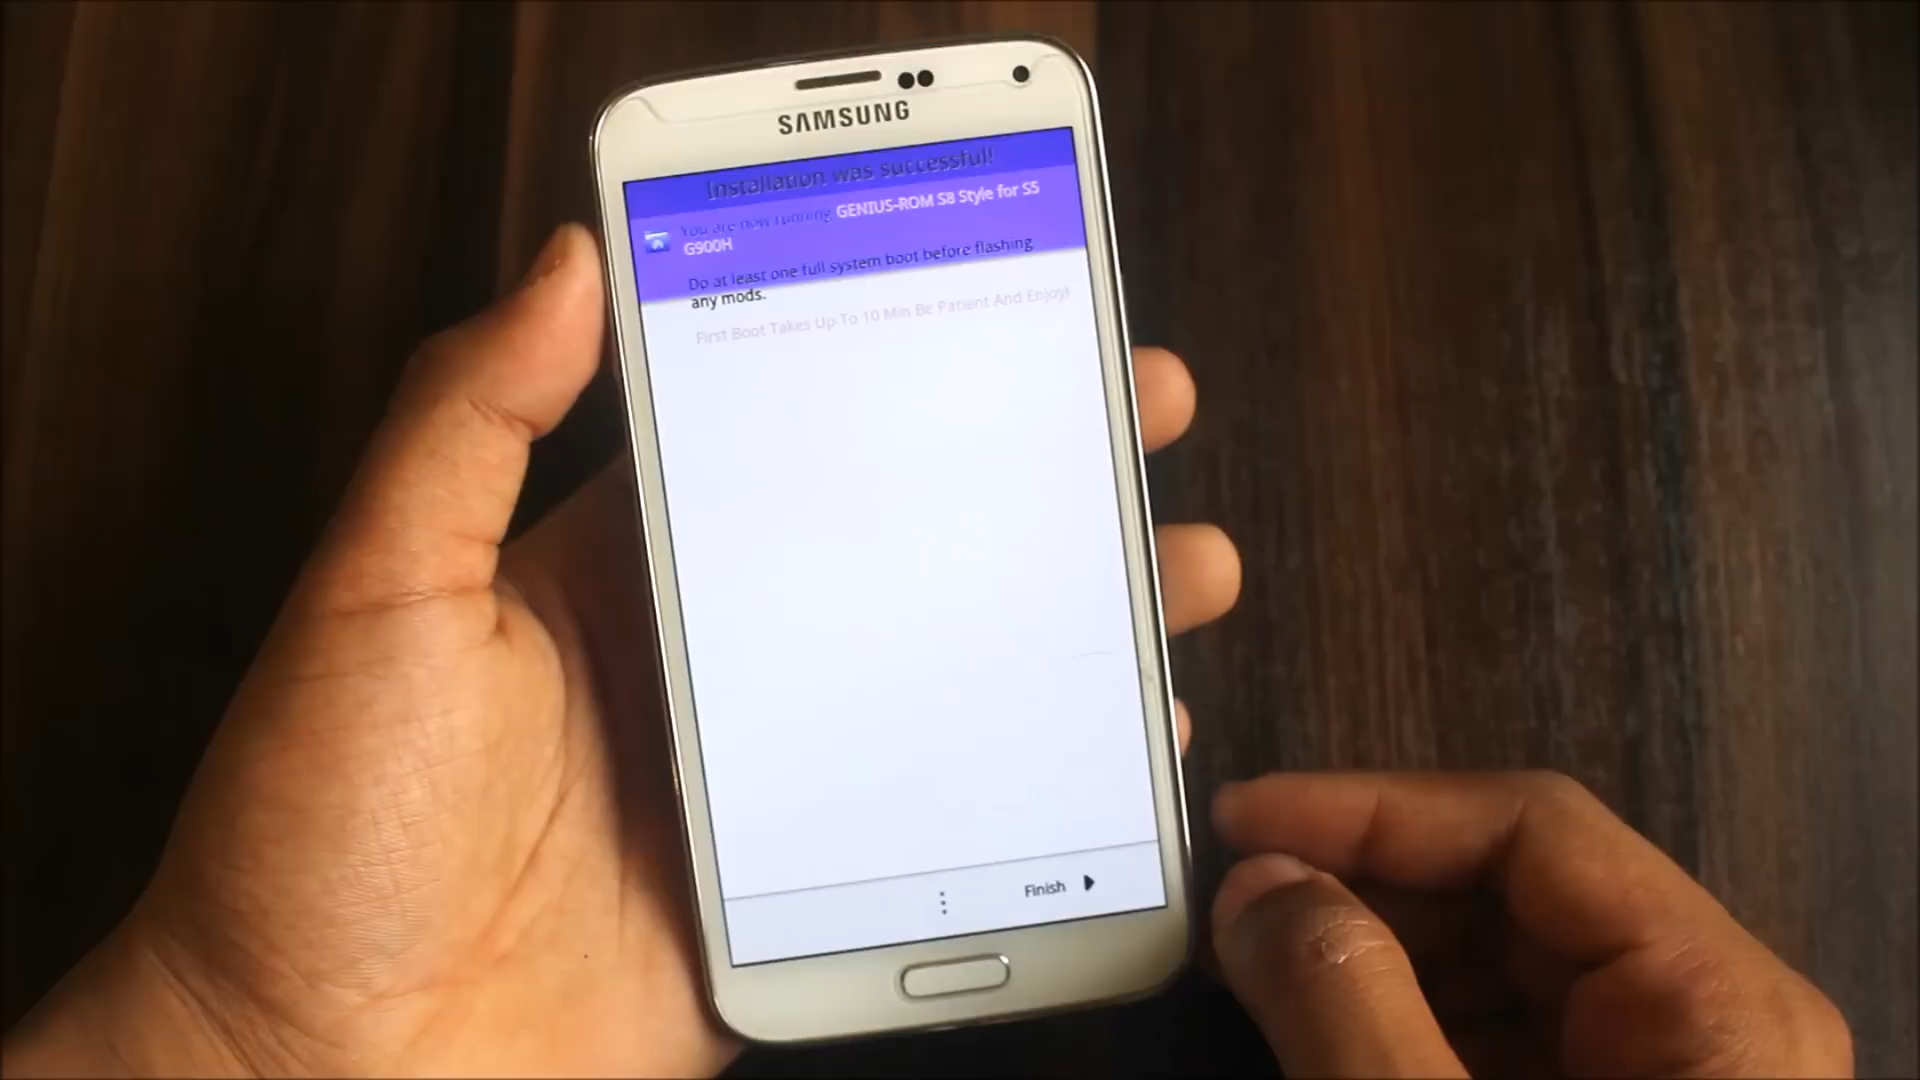 SAMSUNG
Installation was successful!
You are now running GENIUS-ROM S8 Style for S5
G900H
Do at least one full system boot before flashing
any mods.
First Boot Takes Up To 10 Min Be Patient And Enjoy!
Finish